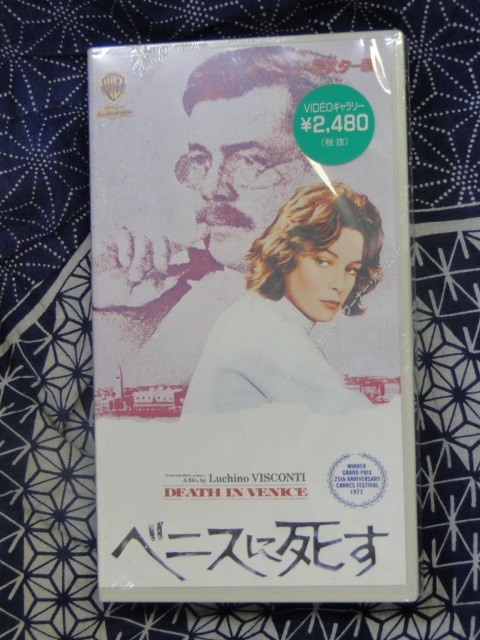 WB
マスター版
VIDEOギャラリー
¥2,480
(税抜)
A film by Luchino VISCONTI
DEATH IN VENICE
WINNER
GRAND PRIX
25th ANNIVERSARY
CANNES FESTIVAL
1971
ベニスに死す